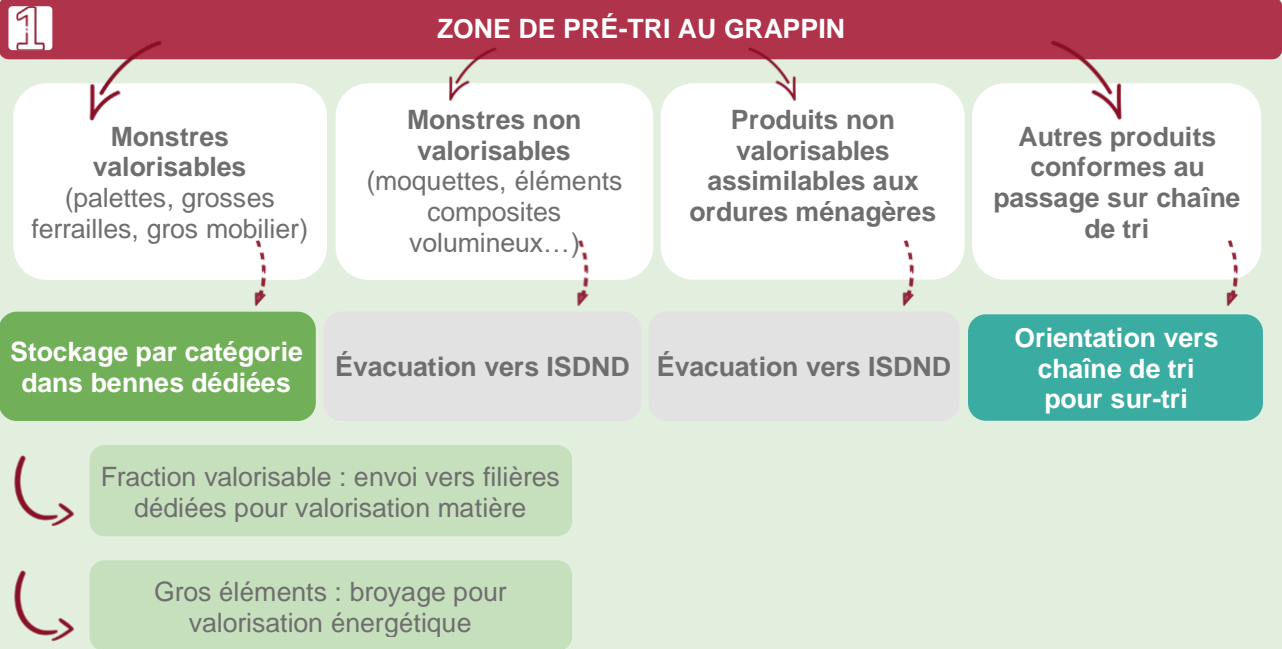 1
ZONE DE PRÉ-TRI AU GRAPPIN
Monstres
valorisables
(palettes, grosses
ferrailles, gros mobilier)
Monstres non
valorisables
(moquettes, éléments
composites
volumineux…)
Produits non
valorisables
assimilables aux
ordures ménagères
Autres produits
conformes au
passage sur chaîne
de tri
Stockage par catégorie
dans bennes dédiées
Évacuation vers ISDND
Évacuation vers ISDND
Orientation vers
chaîne de tri
pour sur-tri
Fraction valorisable : envoi vers filières
dédiées pour valorisation matière
Gros éléments : broyage pour
valorisation énergétique